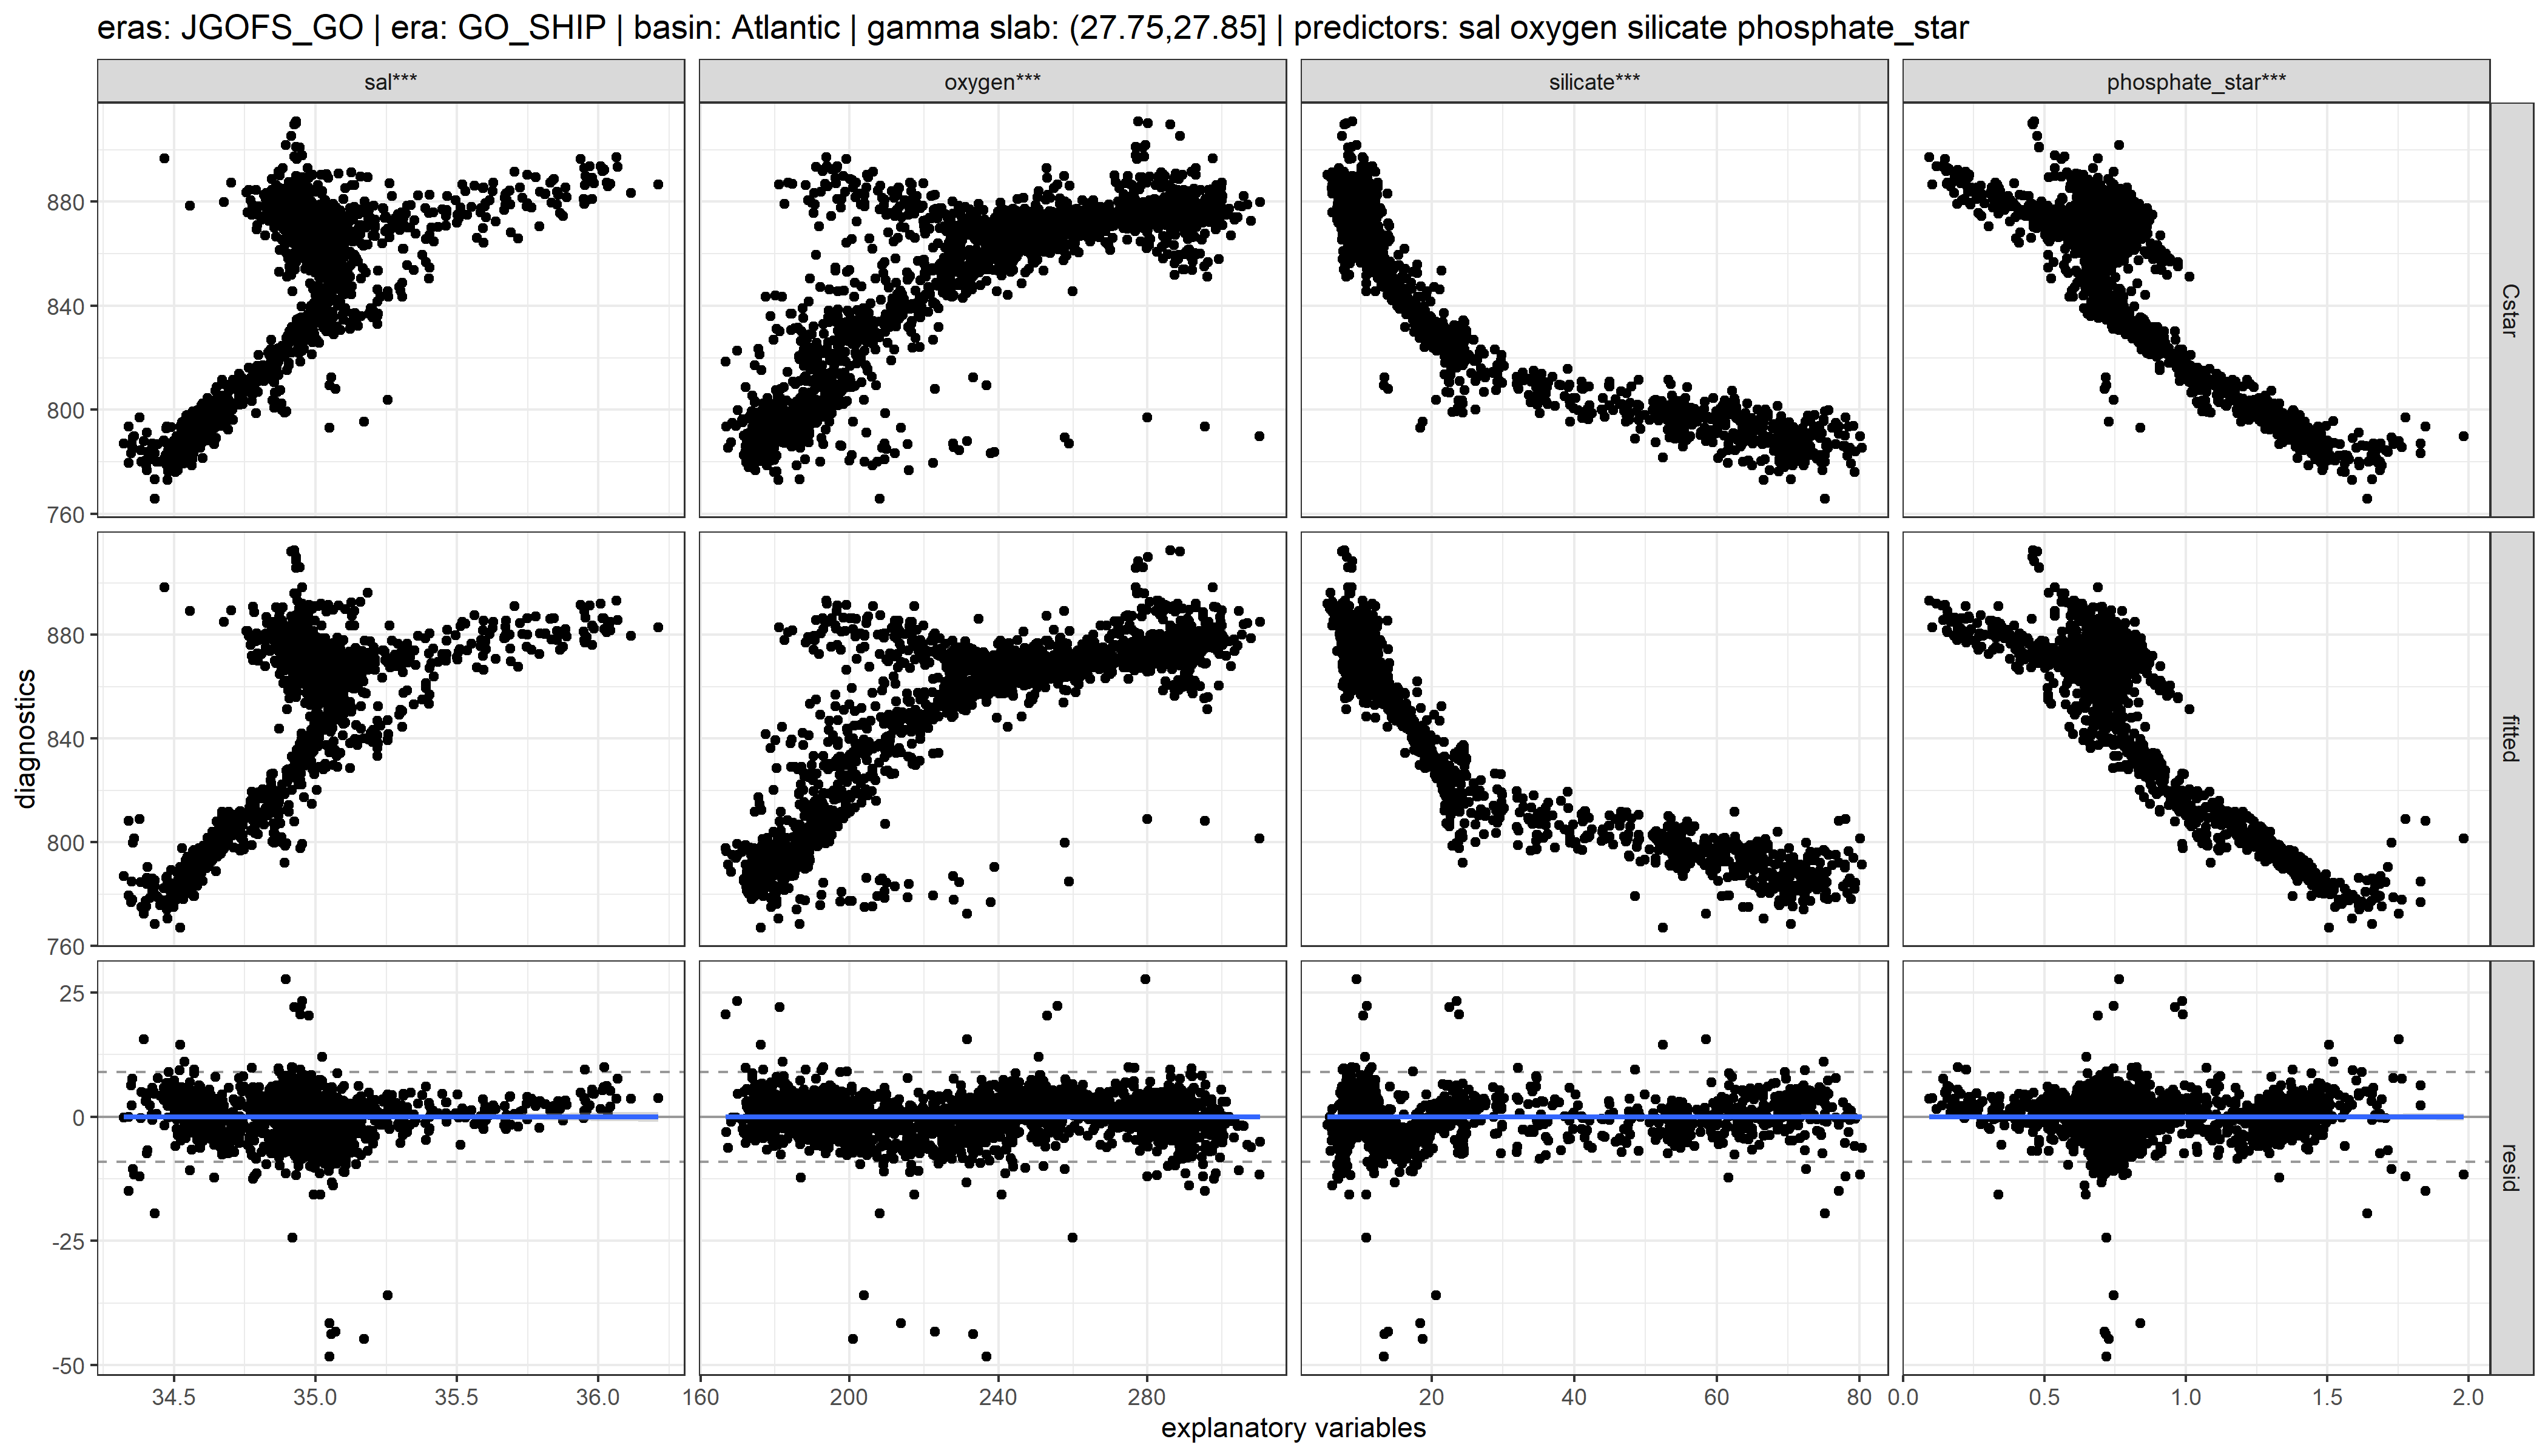 eras: JGOFS_GO | era: GO_SHIP | basin: Atlantic | gamma slab: (27.75,27.85] | predictors: sal oxygen silicate phosphate_star
sal***
oxygen***
silicate***
phosphate_star***
880
840
800
760
Cstar
880
840
800
760
fitted
25
0
-25
-50
resid
diagnostics
34.5 35.0 35.5 36.0
160 200 240 280
20 40 60 80
0.0 0.5 1.0 1.5 2.0
explanatory variables